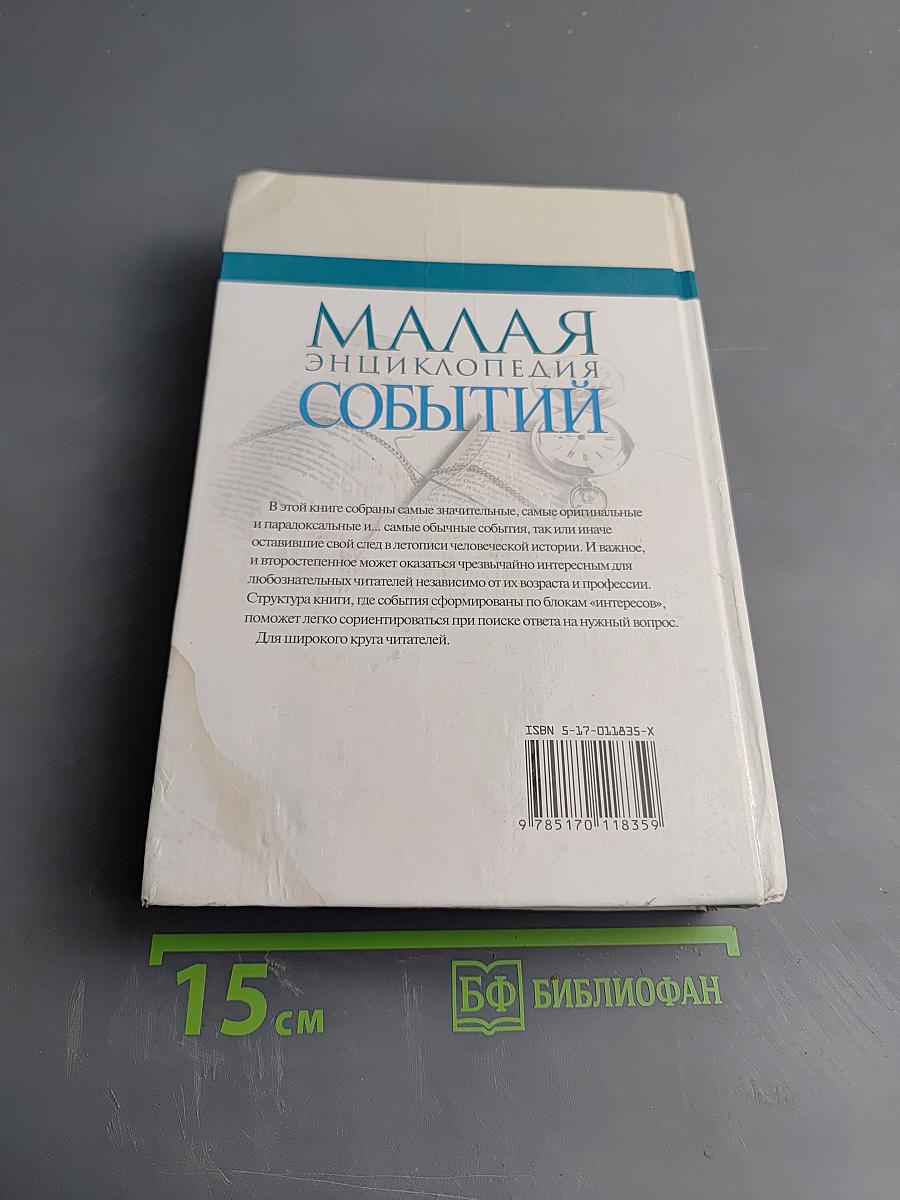 МАЛАЯ
ЭНЦИКЛОПЕДИЯ
СОБЫТИЙ
В этой книге собраны самые значительные, самые оригинальные
и парадоксальные и... самые обычные события, так или иначе
оставившие свой след в летописи человеческой истории. И важное,
и второстепенное может оказаться чрезвычайно интересным для
любознательных читателей независимо от их возраста и профессии.
Структура книги, где события сформированы по блокам «интересов»,
поможет легко сориентироваться при поиске ответа на нужный вопрос.
Для широкого круга читателей.
ISBN 5-17-011835-X
9 785170 118359
15 см
БФ БИБЛИОФАН